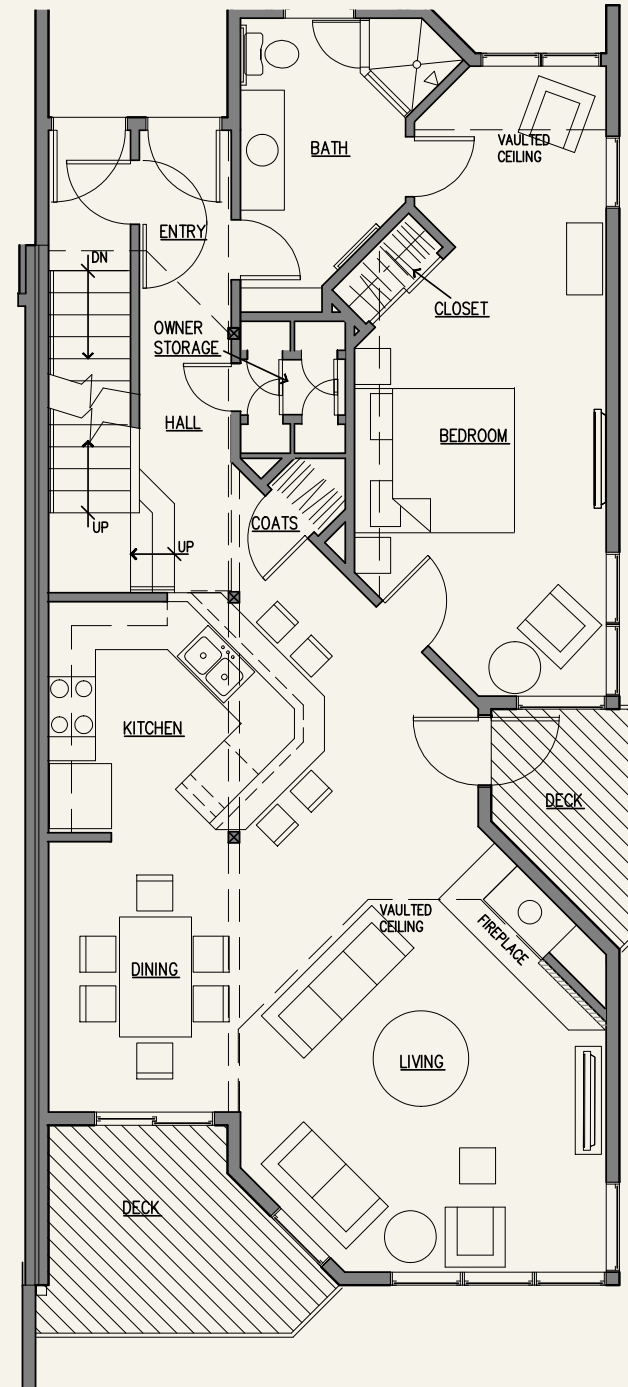 BATH
VAULTED
CEILING
ENTRY
DN
CLOSET
OWNER
STORAGE
HALL
BEDROOM
COATS
UP
UP
KITCHEN
DECK
VAULTED
CEILING
FIREPLACE
DINING
LIVING
DECK